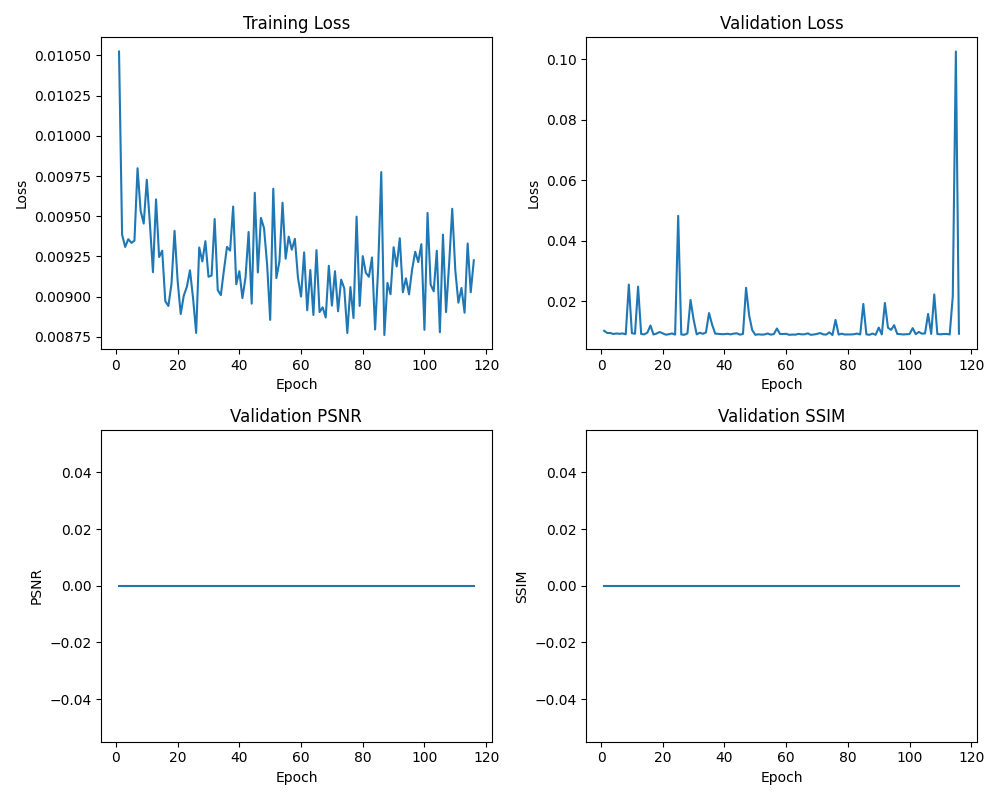 Training Loss
0.01050
0.01025
0.01000
0.00975
0.00950
0.00925
0.00900
0.00875
Loss
0 20 40 60 80 100 120
Epoch
Validation Loss
0.10
0.08
0.06
0.04
0.02
Loss
0 20 40 60 80 100 120
Epoch
Validation PSNR
0.04
0.02
0.00
−0.02
−0.04
PSNR
0 20 40 60 80 100 120
Epoch
Validation SSIM
0.04
0.02
0.00
−0.02
−0.04
SSIM
0 20 40 60 80 100 120
Epoch